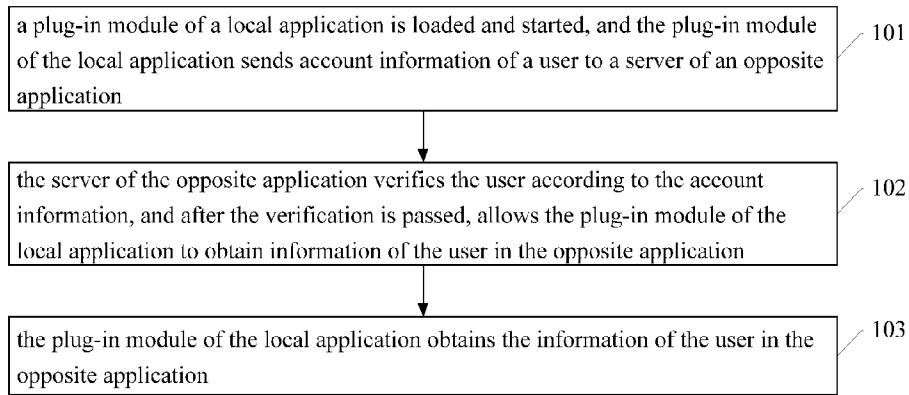 a plug-in module of a local application is loaded and started, and the plug-in module
of the local application sends account information of a user to a server of an opposite
application
101
the server of the opposite application verifies the user according to the account
information, and after the verification is passed, allows the plug-in module of the
local application to obtain information of the user in the opposite application
102
the plug-in module of the local application obtains the information of the user in the
opposite application
103